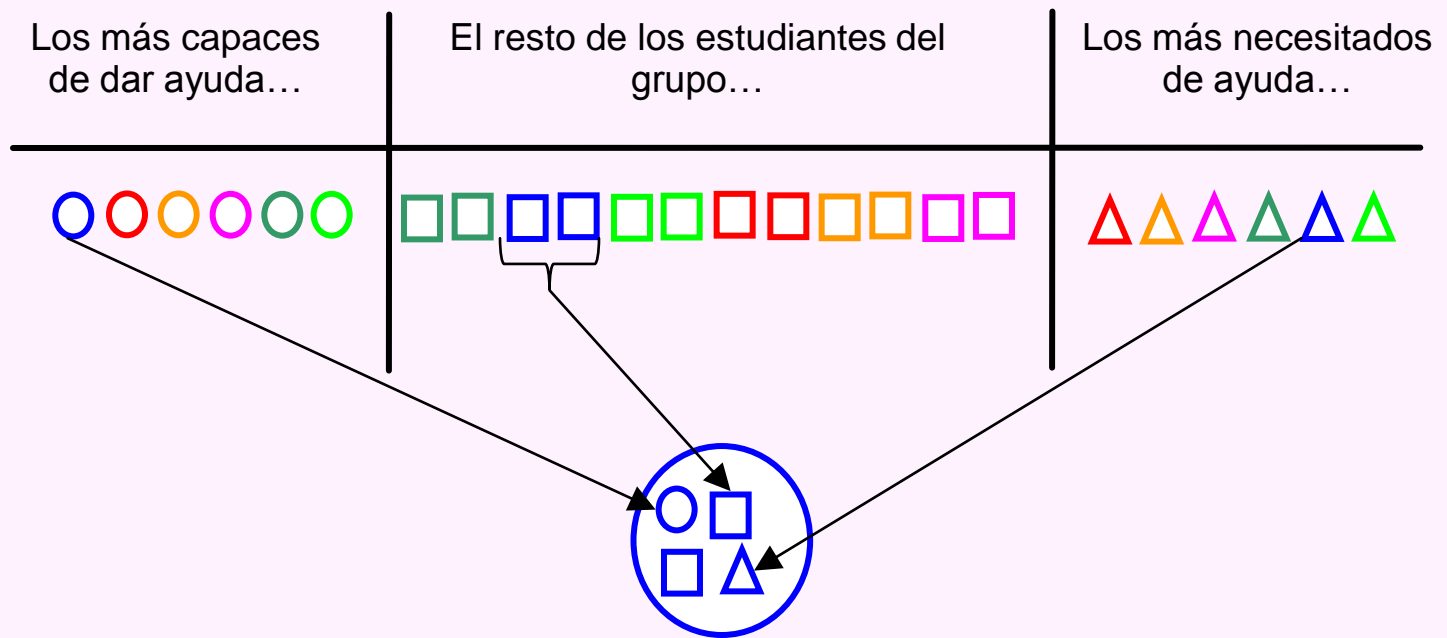 Los más capaces
de dar ayuda…
El resto de los estudiantes del
grupo…
Los más necesitados
de ayuda…